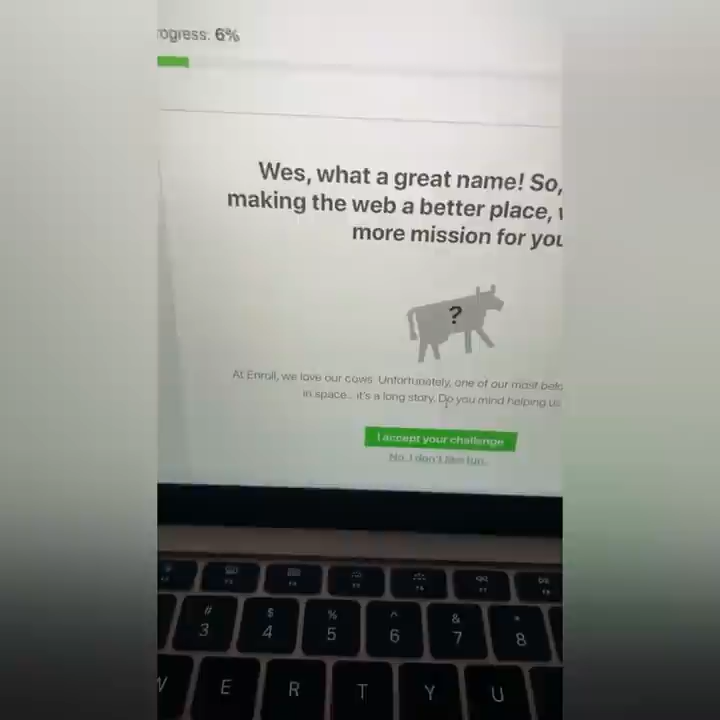 rogress: 6%
Wes, what a great name! So,
making the web a better place,
more mission for you
?
At Enroll, we love our cows. Unfortunately, one of our most belo
in space... it's a long story. Do you mind helping us
I accept your challenge
No, I don't like fun.
# $ % ^ & *
3 4 5 6 7 8
W E R T Y U